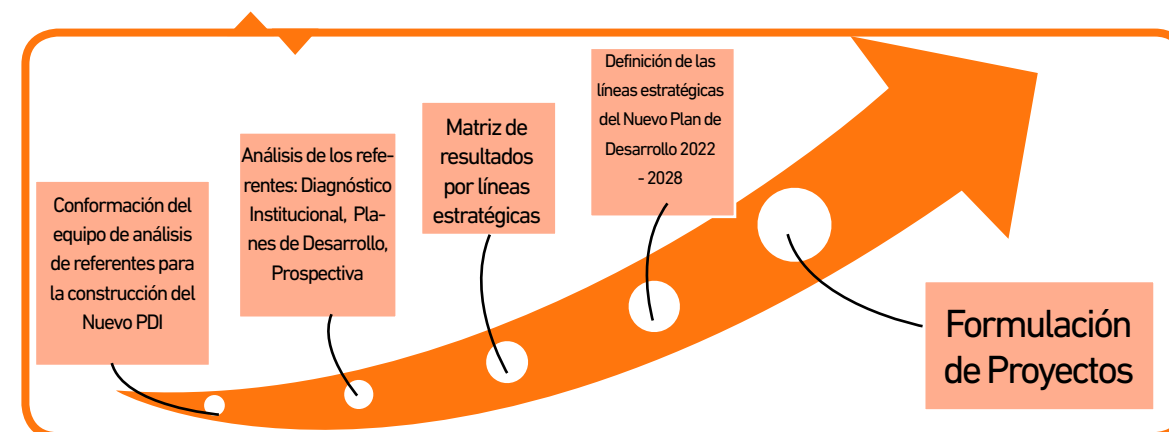 Conformación del
equipo de análisis
de referentes para
la construcción del
Nuevo PDI
Análisis de los refe-
rentes: Diagnóstico
Institucional, Pla-
nes de Desarrollo,
Prospectiva
Matriz de
resultados
por líneas
estratégicas
Definición de las
líneas estratégicas
del Nuevo Plan de
Desarrollo 2022
- 2028
Formulación
de Proyectos